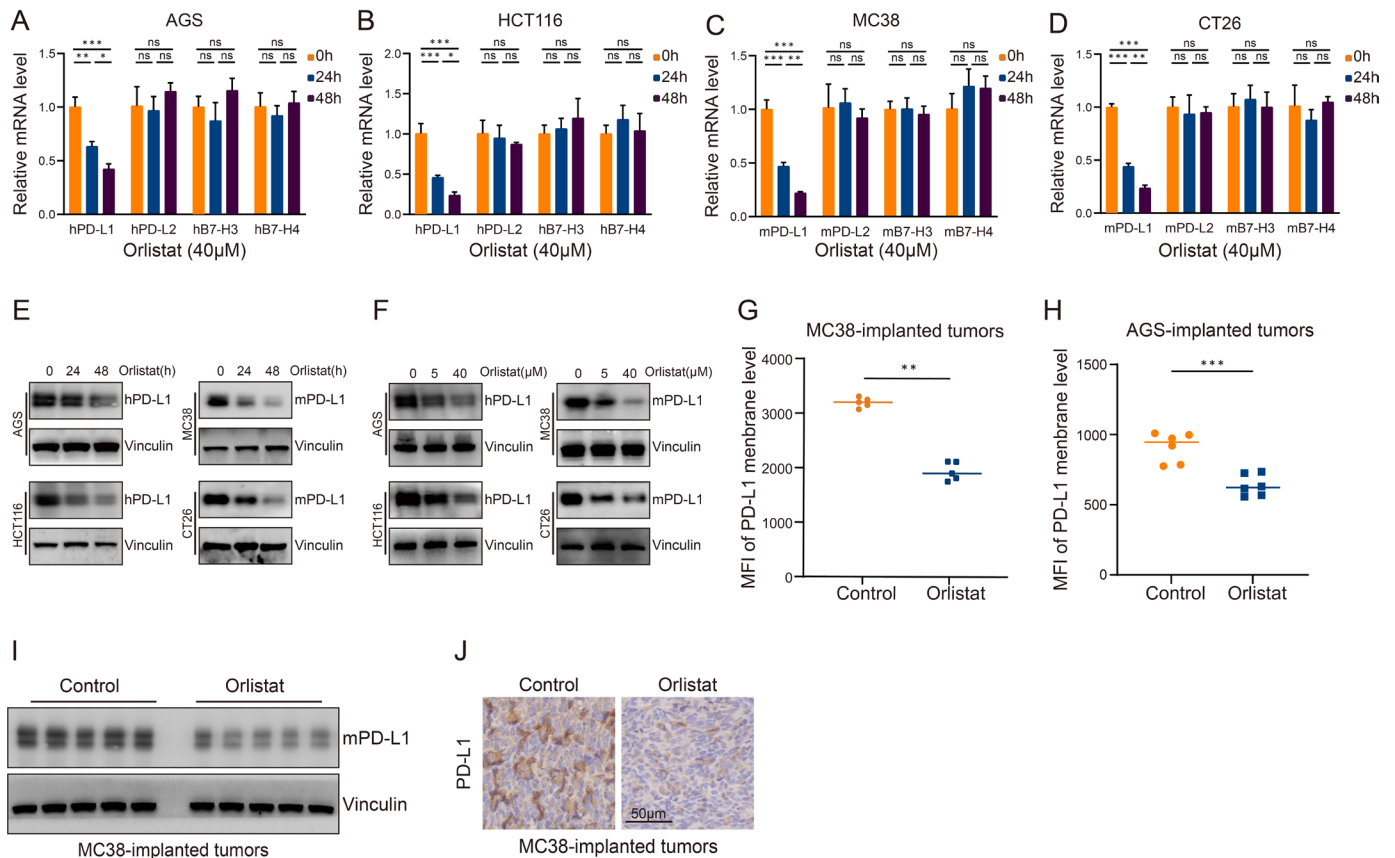 A
AGS
Relative mRNA level
1.5
1.0
0.5
0.0
*** 
** *
ns
ns ns
ns
ns ns
ns
ns ns
0h
24h
48h
hPD-L1 hPD-L2 hB7-H3 hB7-H4
Orlistat (40μM)
B
HCT116
Relative mRNA level
1.5
1.0
0.5
0.0
***
*** *
ns
ns ns
ns
ns ns
ns
ns ns
0h
24h
48h
hPD-L1 hPD-L2 hB7-H3 hB7-H4
Orlistat (40μM)
C
MC38
Relative mRNA level
1.5
1.0
0.5
0.0
***
*** **
ns
ns ns
ns
ns ns
ns
ns ns
0h
24h
48h
mPD-L1 mPD-L2 mB7-H3 mB7-H4
Orlistat (40μM)
D
CT26
Relative mRNA level
1.5
1.0
0.5
0.0
***
*** **
ns
ns ns
ns
ns ns
ns
ns ns
0h
24h
48h
mPD-L1 mPD-L2 mB7-H3 mB7-H4
Orlistat (40μM)
E
0 24 48 Orlistat(h)
AGS
hPD-L1
Vinculin
HCT116
hPD-L1
Vinculin
0 24 48 Orlistat(h)
MC38
mPD-L1
Vinculin
CT26
mPD-L1
Vinculin
F
0 5 40 Orlistat(μM)
AGS
hPD-L1
Vinculin
HCT116
hPD-L1
Vinculin
0 5 40 Orlistat(μM)
MC38
mPD-L1
Vinculin
CT26
mPD-L1
Vinculin
G
MC38-implanted tumors
MFI of PD-L1 menbrane level
4000
3000
2000
1000
0
**
Control Orlistat
H
AGS-implanted tumors
MFI of PD-L1 menbrane level
1500
1000
500
0
***
Control Orlistat
I
Control Orlistat
mPD-L1
Vinculin
MC38-implanted tumors
J
Control Orlistat
PD-L1
50μm
MC38-implanted tumors